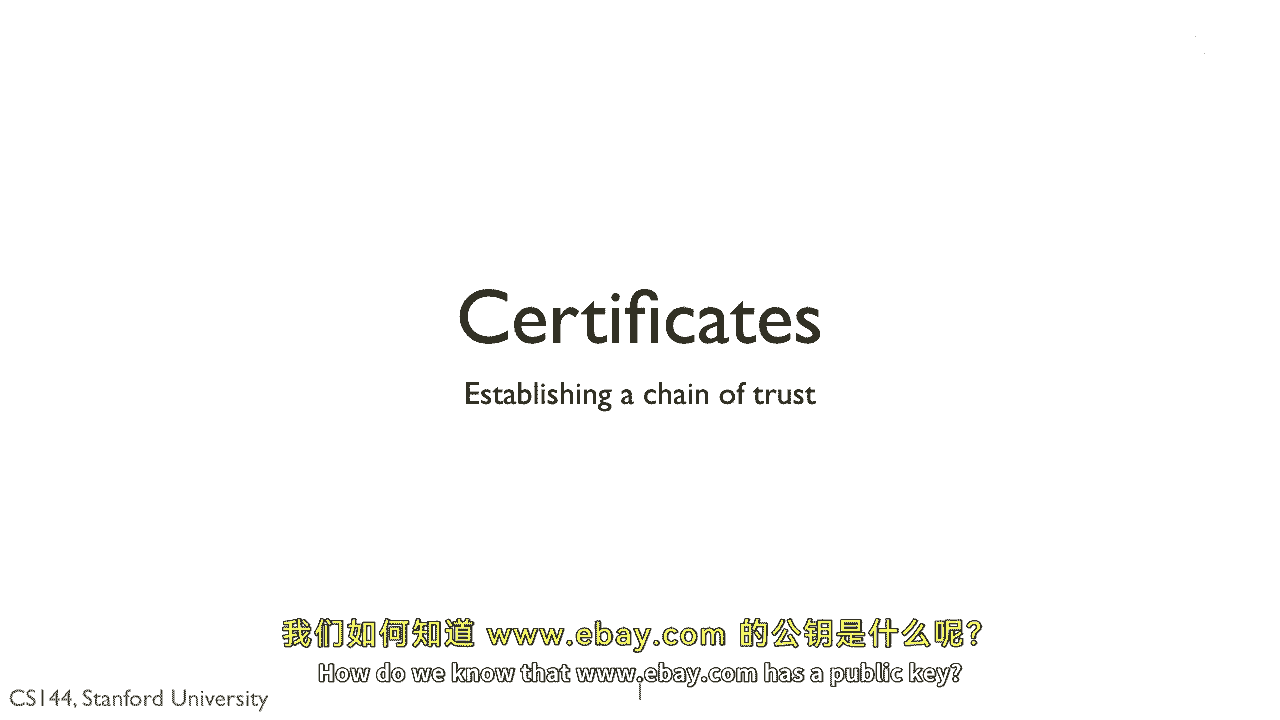 Certificates
Establishing a chain of trust
我们如何知道 www.ebay.com 的公钥是什么呢？
How do we know that www.ebay.com has a public key?
CS144, Stanford University